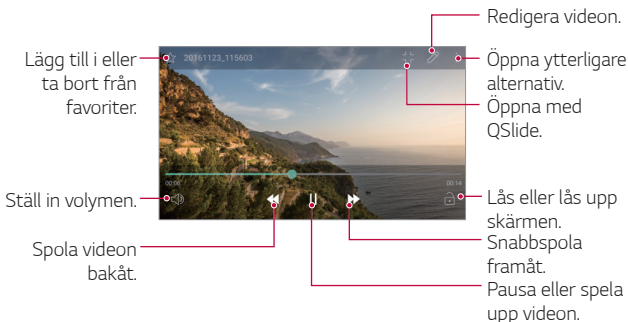 Redigera videon.
Lägg till i eller
ta bort från
favoriter.
20161123_115603
Öppna ytterligare
alternativ.
Öppna med
QSlide.
00:06
00:14
Ställ in volymen.
Lås eller lås upp
skärmen.
Spola videon
bakåt.
Snabbspola
framåt.
Pausa eller spela
upp videon.